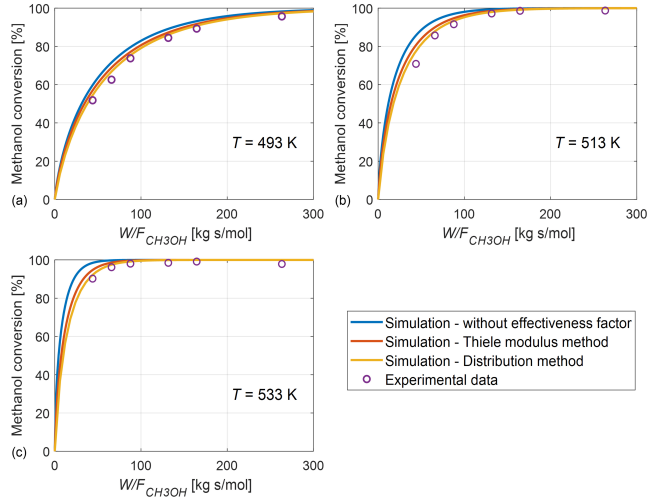 Methanol conversion [%]
100
80
60
40
20
0
T = 493 K
(a)
0 100 200 300
W/F_CH3OH [kg s/mol]
Methanol conversion [%]
100
80
60
40
20
0
T = 513 K
(b)
0 100 200 300
W/F_CH3OH [kg s/mol]
Methanol conversion [%]
100
80
60
40
20
0
T = 533 K
(c)
0 100 200 300
W/F_CH3OH [kg s/mol]
Simulation - without effectiveness factor
Simulation - Thiele modulus method
Simulation - Distribution method
Experimental data